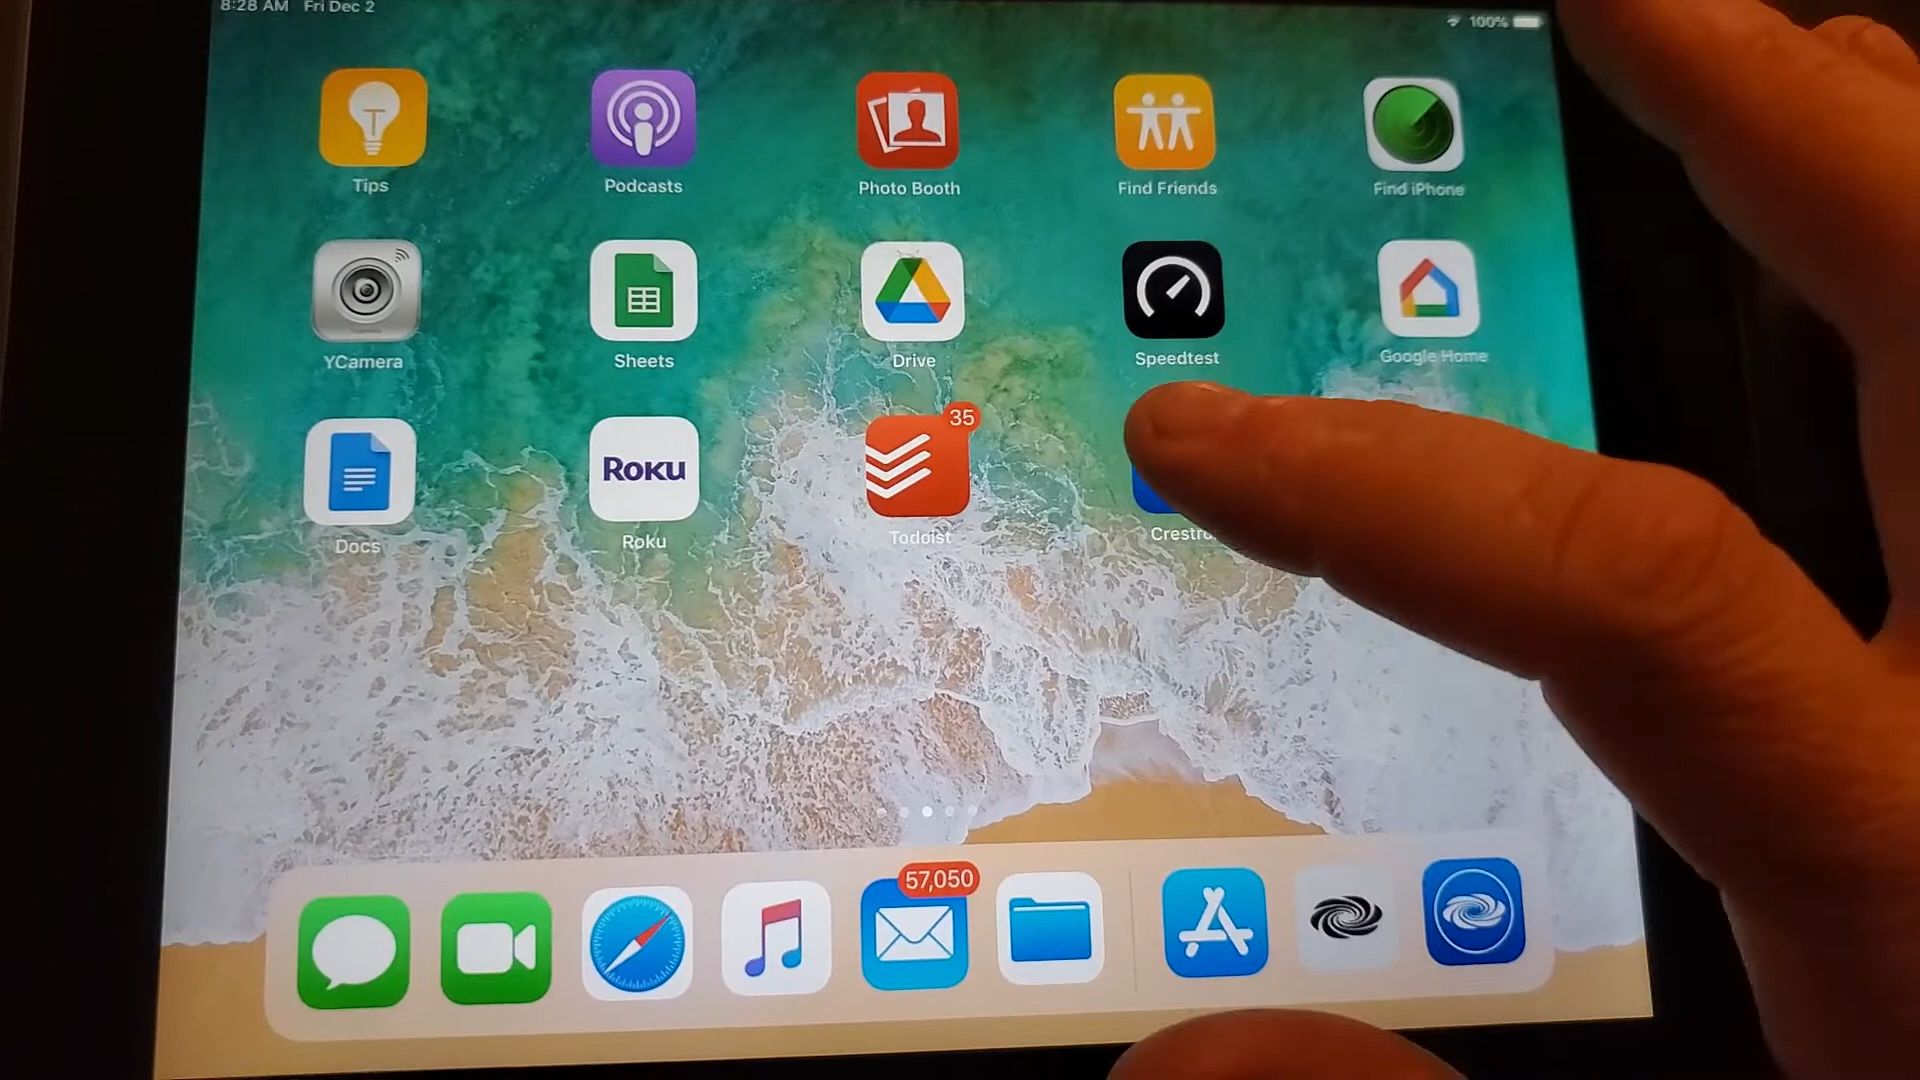 8:28 AM Fri Dec 2
100%
Tips
Podcasts
Photo Booth
Find Friends
Find iPhone
YCamera
Sheets
Drive
Speedtest
Google Home
35
Roku
Docs
Roku
Todoist
Crestro
57,050